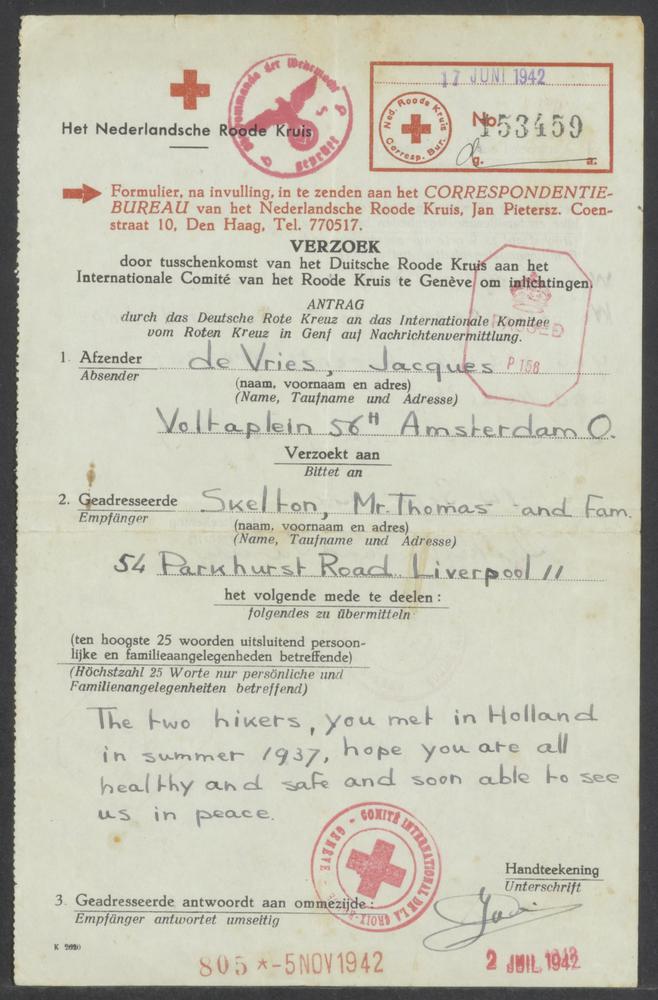 Het Nederlandsche Roode Kruis
Oberkommando der Wehrmacht
geprüft
17 JUNI 1942
Ned. Roode Kruis
Corresp. Bur.
No. 153459
g. a.
Formulier, na invulling, in te zenden aan het CORRESPONDENTIE-
BUREAU van het Nederlandsche Roode Kruis, Jan Pietersz. Coen-
straat 10, Den Haag, Tel. 770517.
VERZOEK
door tusschenkomst van het Duitsche Roode Kruis aan het
Internationale Comité van het Roode Kruis te Genève om inlichtingen.
ANTRAG
durch das Deutsche Rote Kreuz an das Internationale Komitee
vom Roten Kreuz in Genf auf Nachrichtenvermittlung.
PASSED
P 156
1. Afzender de Vries, Jacques
Absender
(naam, voornaam en adres)
(Name, Taufname und Adresse)
Voltaplein 56H Amsterdam O.
Verzoekt aan
Bittet an
2. Geadresseerde Skelton, Mr. Thomas and Fam.
Empfänger
(naam, voornaam en adres)
(Name, Taufname und Adresse)
54 Parkhurst Road Liverpool 11
het volgende mede te deelen:
folgendes zu übermitteln
(ten hoogste 25 woorden uitsluitend persoon-
lijke en familieaangelegenheden betreffende)
(Höchstzahl 25 Worte nur persönliche und
Familienangelegenheiten betreffend)
The two hikers, you met in Holland
in summer 1937, hope you are all
healthy and safe and soon able to see
us in peace.
COMITÉ INTERNATIONAL DE LA CROIX-ROUGE - GENÈVE
Handteekening
Unterschrift
3. Geadresseerde antwoordt aan ommezijde:
Empfänger antwortet umseitig
K 2620
805 *-5 NOV 1942
2 JUIL 1942